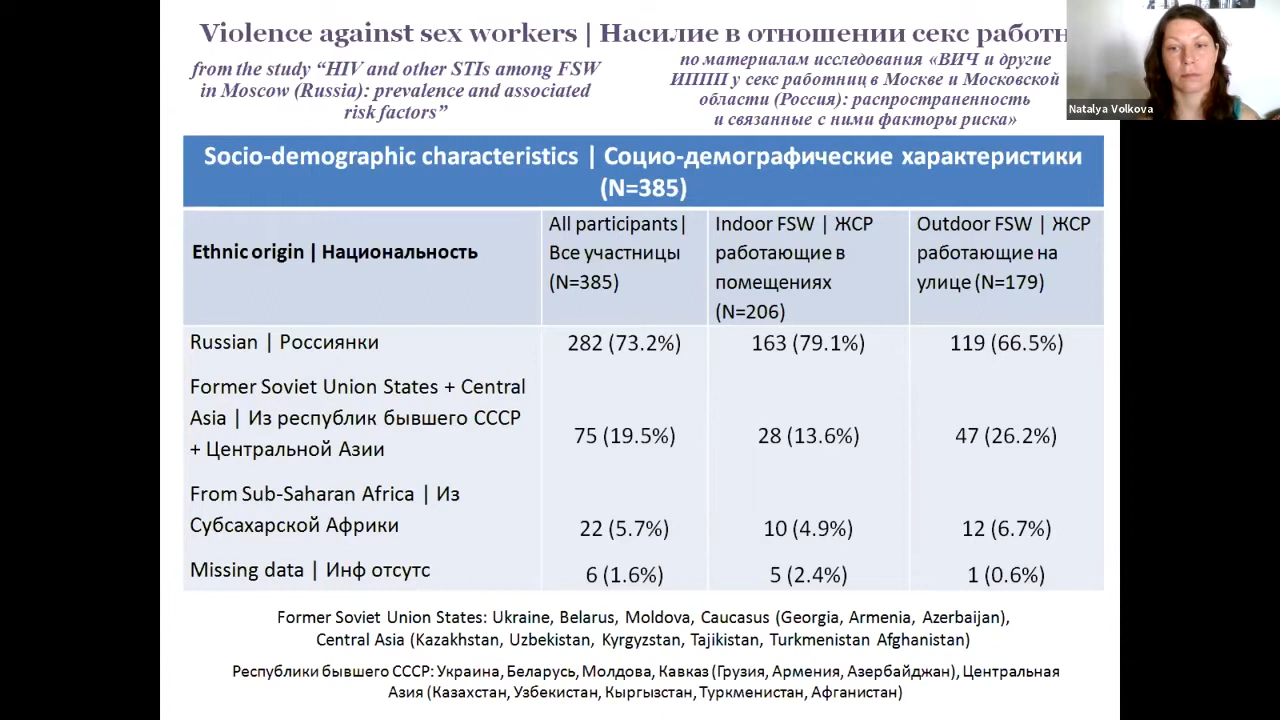 Violence against sex workers | Насилие в отношении секс работн
from the study “HIV and other STIs among FSW
in Moscow (Russia): prevalence and associated
risk factors”
по материалам исследования «ВИЧ и другие
ИППП у секс работниц в Москве и Московской
области (Россия): распространенность
и связанные с ними факторы риска»
Natalya Volkova
Socio-demographic characteristics | Социо-демографические характеристики
(N=385)
Ethnic origin | Национальность
All participants|
Все участницы
(N=385)
Indoor FSW | ЖСР
работающие в
помещениях
(N=206)
Outdoor FSW | ЖСР
работающие на
улице (N=179)
Russian | Россиянки 282 (73.2%) 163 (79.1%) 119 (66.5%)
Former Soviet Union States + Central
Asia | Из республик бывшего СССР
+ Центральной Азии
75 (19.5%) 28 (13.6%) 47 (26.2%)
From Sub-Saharan Africa | Из
Субсахарской Африки
22 (5.7%) 10 (4.9%) 12 (6.7%)
Missing data | Инф отсутс 6 (1.6%) 5 (2.4%) 1 (0.6%)
Former Soviet Union States: Ukraine, Belarus, Moldova, Caucasus (Georgia, Armenia, Azerbaijan),
Central Asia (Kazakhstan, Uzbekistan, Kyrgyzstan, Tajikistan, Turkmenistan Afghanistan)
Республики бывшего СССР: Украина, Беларусь, Молдова, Кавказ (Грузия, Армения, Азербайджан), Центральная
Азия (Казахстан, Узбекистан, Кыргызстан, Туркменистан, Афганистан)